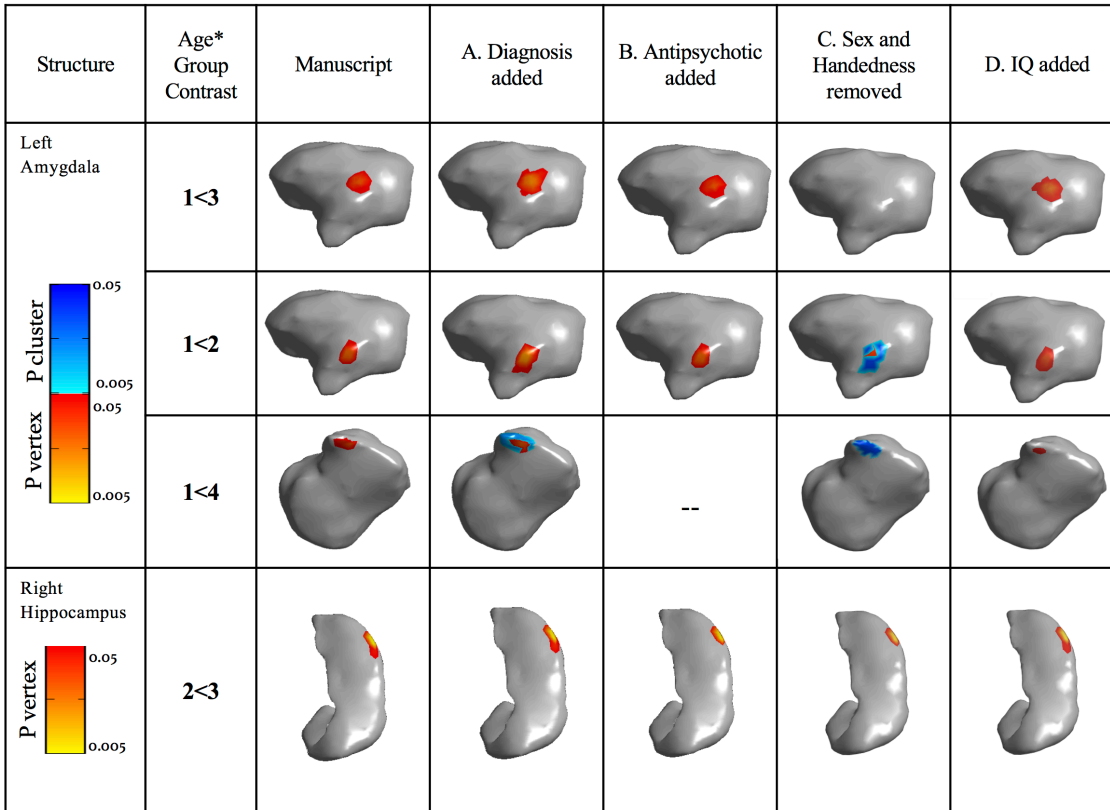 Structure
Age*
Group
Contrast
Manuscript
A. Diagnosis
added
B. Antipsychotic
added
C. Sex and
Handedness
removed
D. IQ added
Left
Amygdala
1<3
1<2
1<4
--
P cluster
0.05
0.005
P vertex
0.05
0.005
Right
Hippocampus
2<3
P vertex
0.05
0.005